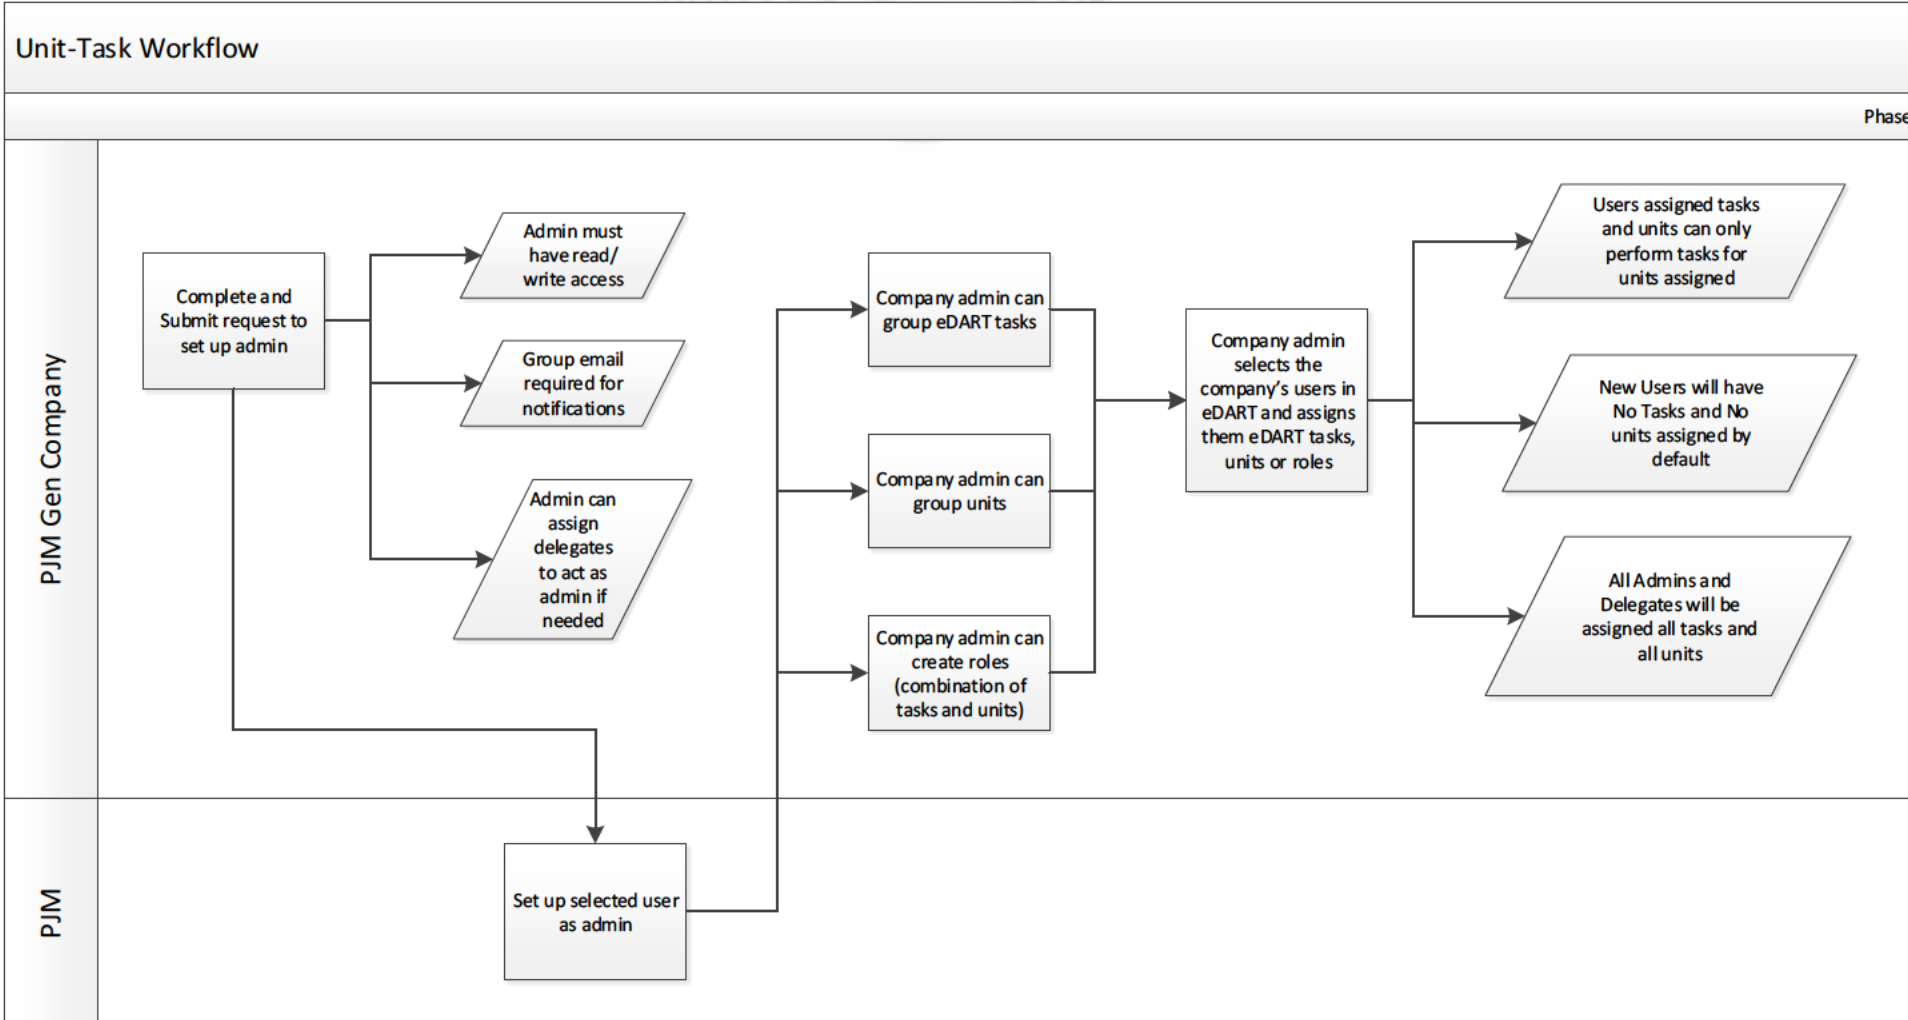 Unit-Task Workflow
Phase
PJM Gen Company
Complete and
Submit request to
set up admin
Admin must
have read/
write access
Group email
required for
notifications
Admin can
assign
delegates
to act as
admin if
needed
Company admin can
group eDART tasks
Company admin can
group units
Company admin can
create roles
(combination of
tasks and units)
Company admin
selects the
company's users in
eDART and assigns
them eDART tasks,
units or roles
Users assigned tasks
and units can only
perform tasks for
units assigned
New Users will have
No Tasks and No
units assigned by
default
All Admins and
Delegates will be
assigned all tasks and
all units
PJM
Set up selected user
as admin